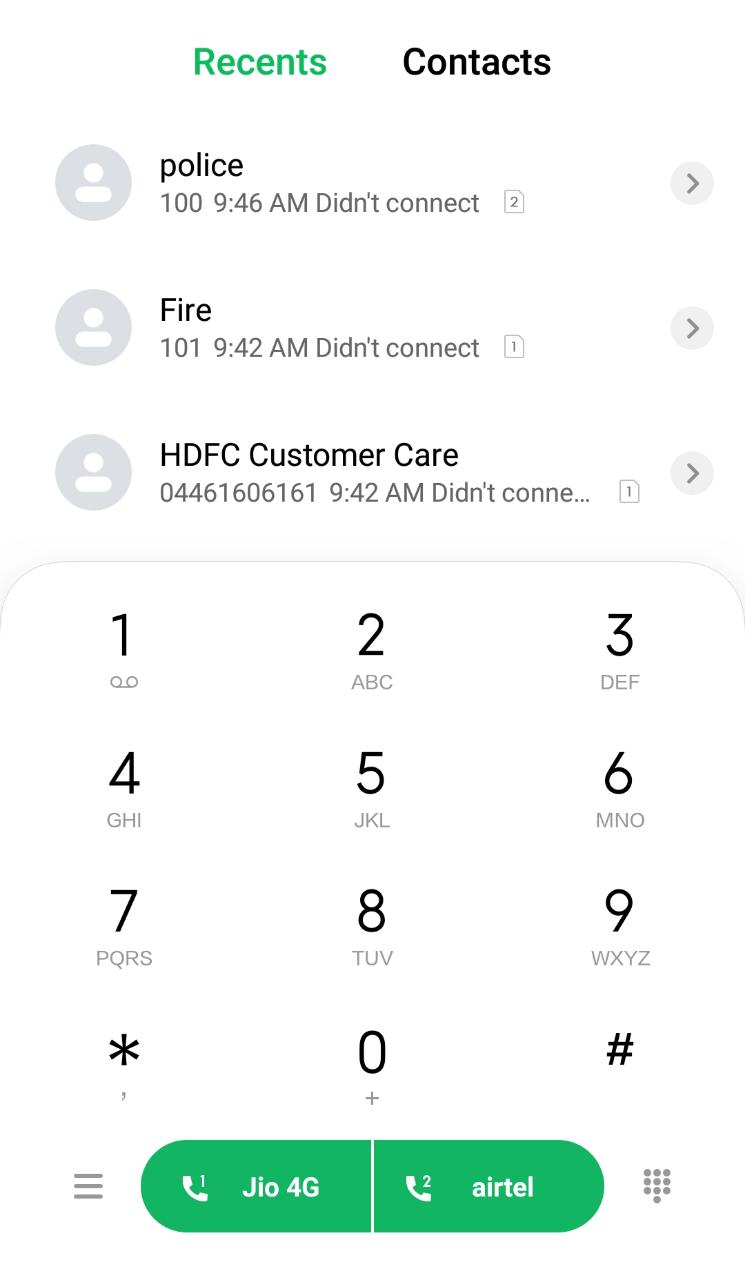 Recents Contacts
police
100 9:46 AM Didn't connect 2
Fire
101 9:42 AM Didn't connect 1
HDFC Customer Care
04461606161 9:42 AM Didn't conne... 1
1 2 3
ABC DEF
4 5 6
GHI JKL MNO
7 8 9
PQRS TUV WXYZ
* 0 #
, +
1 Jio 4G 2 airtel